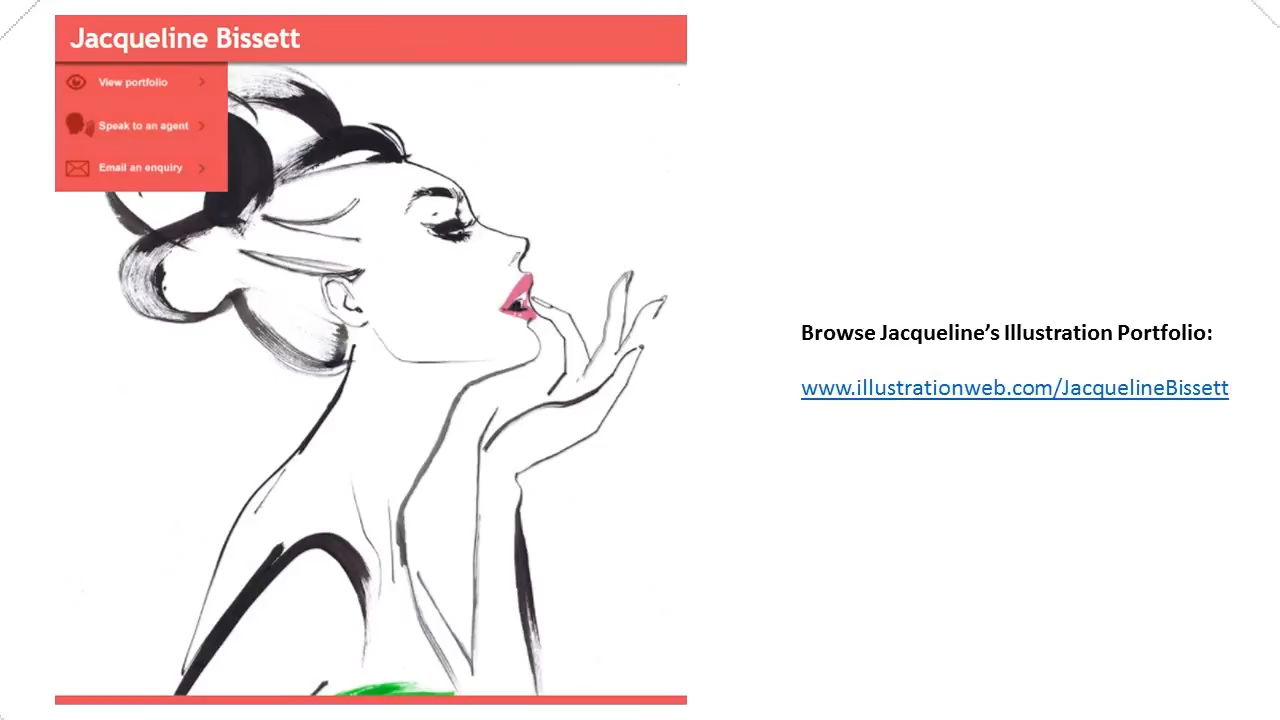 Jacqueline Bissett
View portfolio
Speak to an agent
Email an enquiry
Browse Jacqueline’s Illustration Portfolio:
www.illustrationweb.com/JacquelineBissett